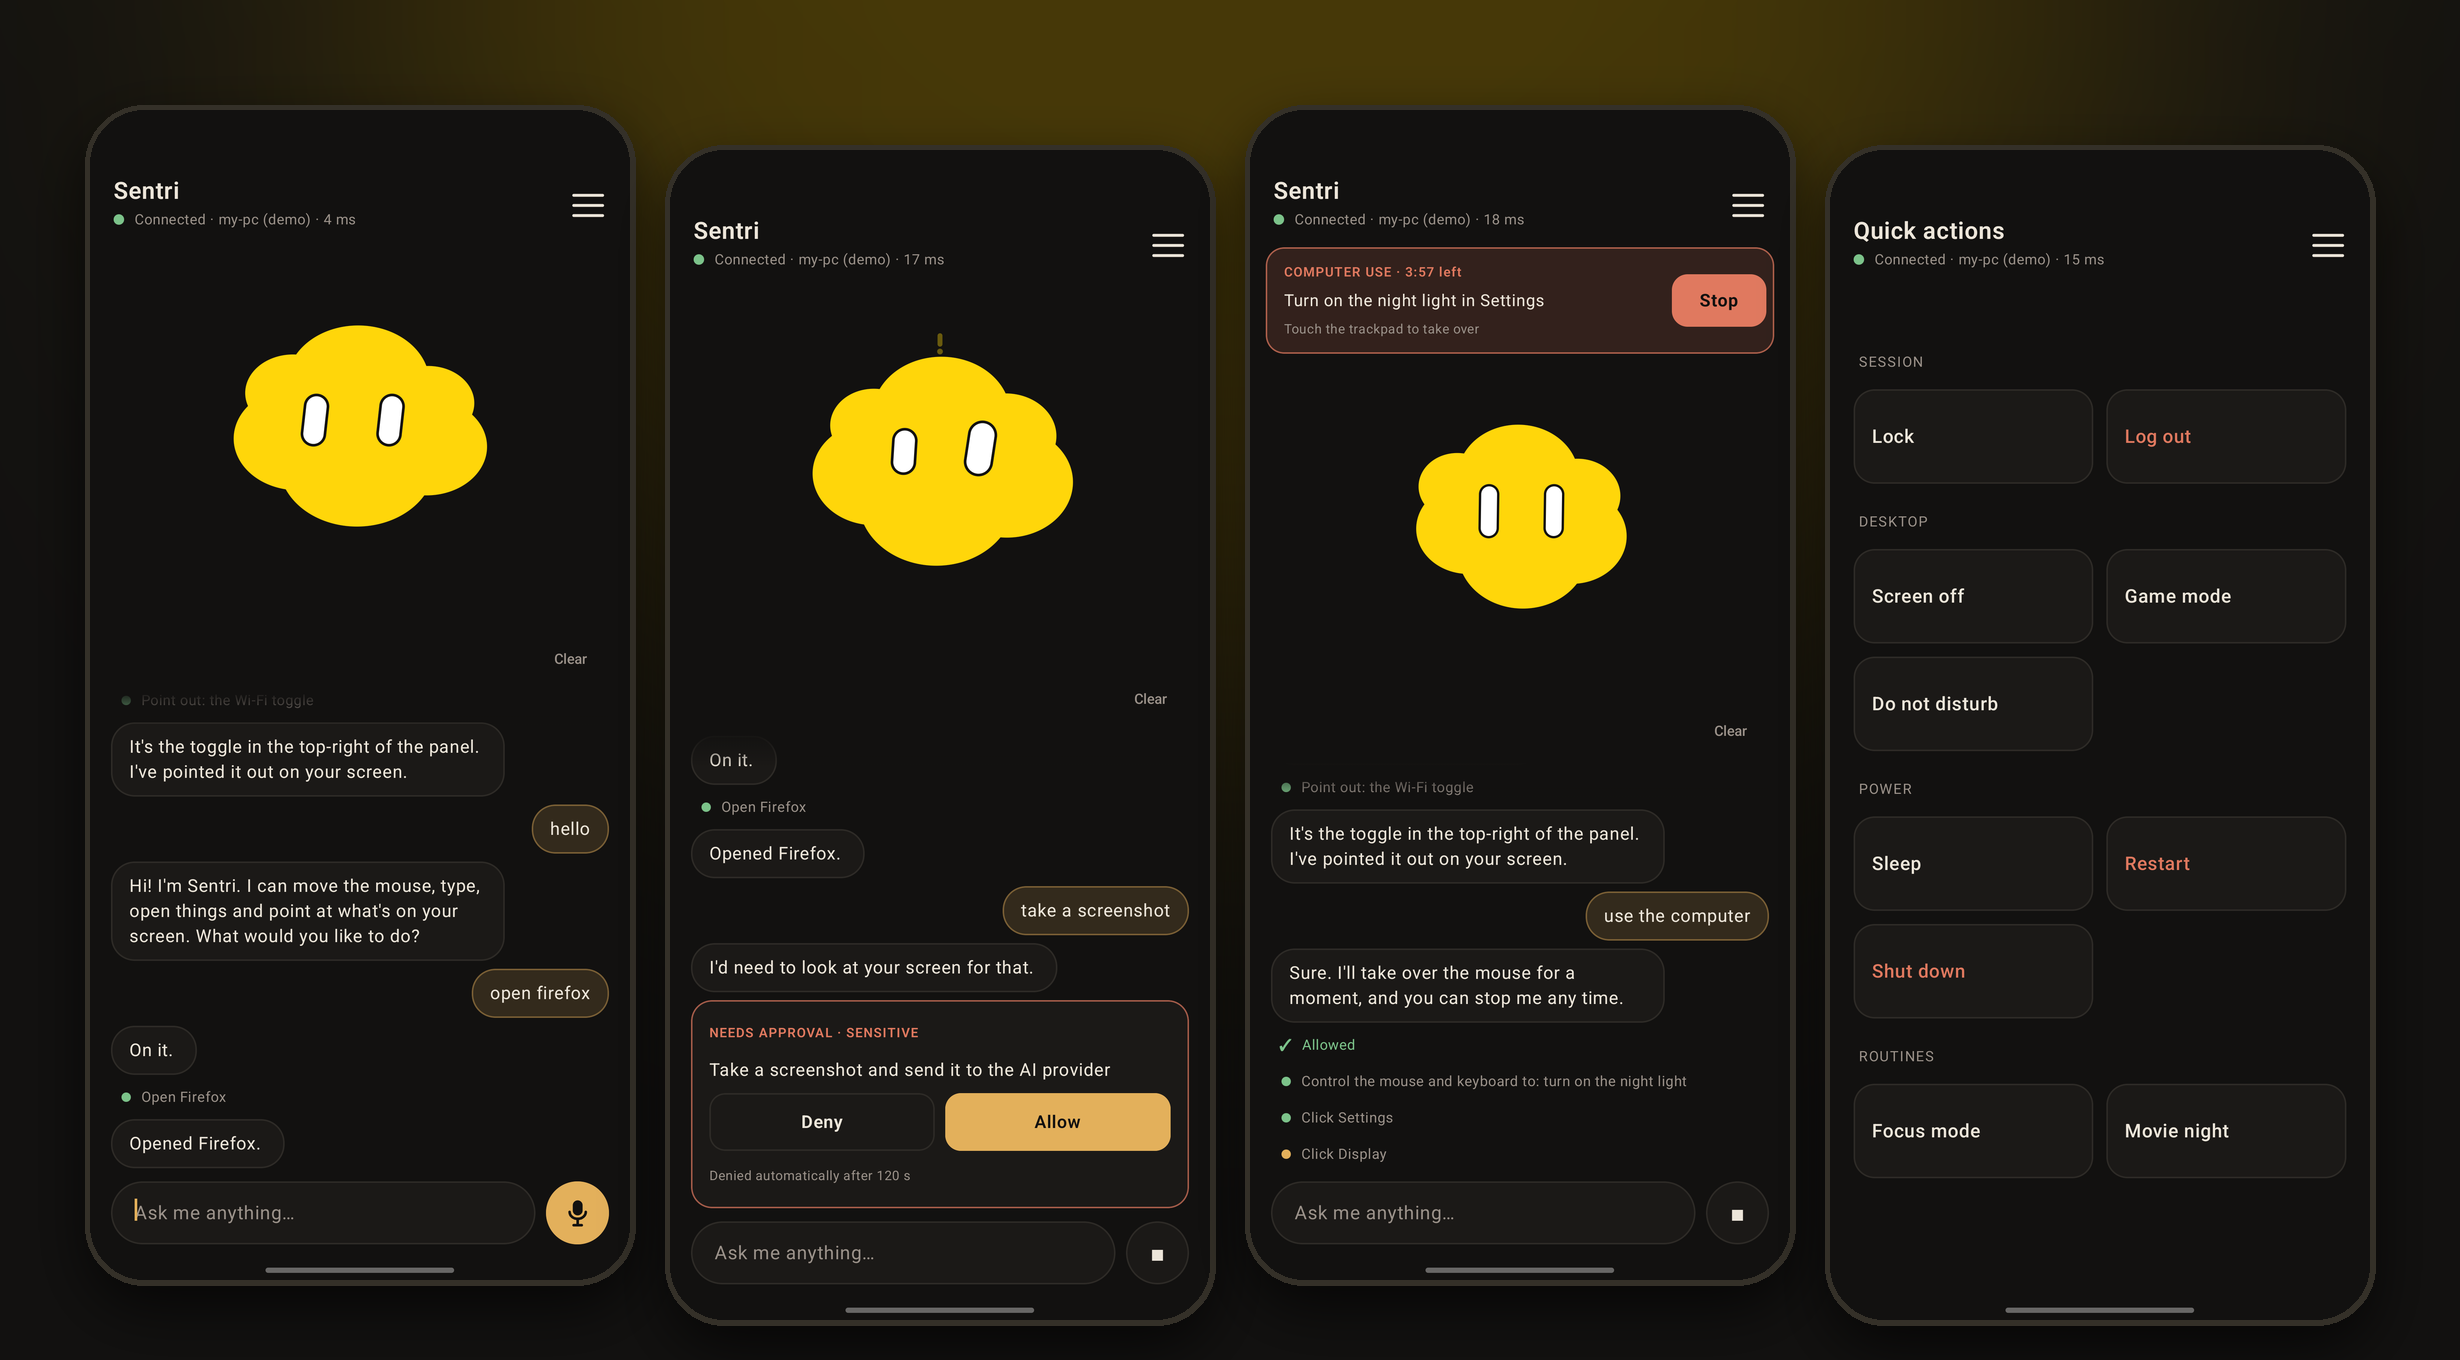 Sentri
Connected · my-pc (demo) · 4 ms
Clear
Point out: the Wi-Fi toggle
It's the toggle in the top-right of the panel.
I've pointed it out on your screen.
hello
Hi! I'm Sentri. I can move the mouse, type,
open things and point at what's on your
screen. What would you like to do?
open firefox
On it.
Open Firefox
Opened Firefox.
Ask me anything…
Sentri
Connected · my-pc (demo) · 17 ms
!
Clear
On it.
Open Firefox
Opened Firefox.
take a screenshot
I'd need to look at your screen for that.
NEEDS APPROVAL · SENSITIVE
Take a screenshot and send it to the AI provider
Deny
Allow
Denied automatically after 120 s
Ask me anything…
Sentri
Connected · my-pc (demo) · 18 ms
COMPUTER USE · 3:57 left
Turn on the night light in Settings
Touch the trackpad to take over
Stop
Clear
Point out: the Wi-Fi toggle
It's the toggle in the top-right of the panel.
I've pointed it out on your screen.
use the computer
Sure. I'll take over the mouse for a
moment, and you can stop me any time.
✓ Allowed
Control the mouse and keyboard to: turn on the night light
Click Settings
Click Display
Ask me anything…
Quick actions
Connected · my-pc (demo) · 15 ms
SESSION
Lock
Log out
DESKTOP
Screen off
Game mode
Do not disturb
POWER
Sleep
Restart
Shut down
ROUTINES
Focus mode
Movie night